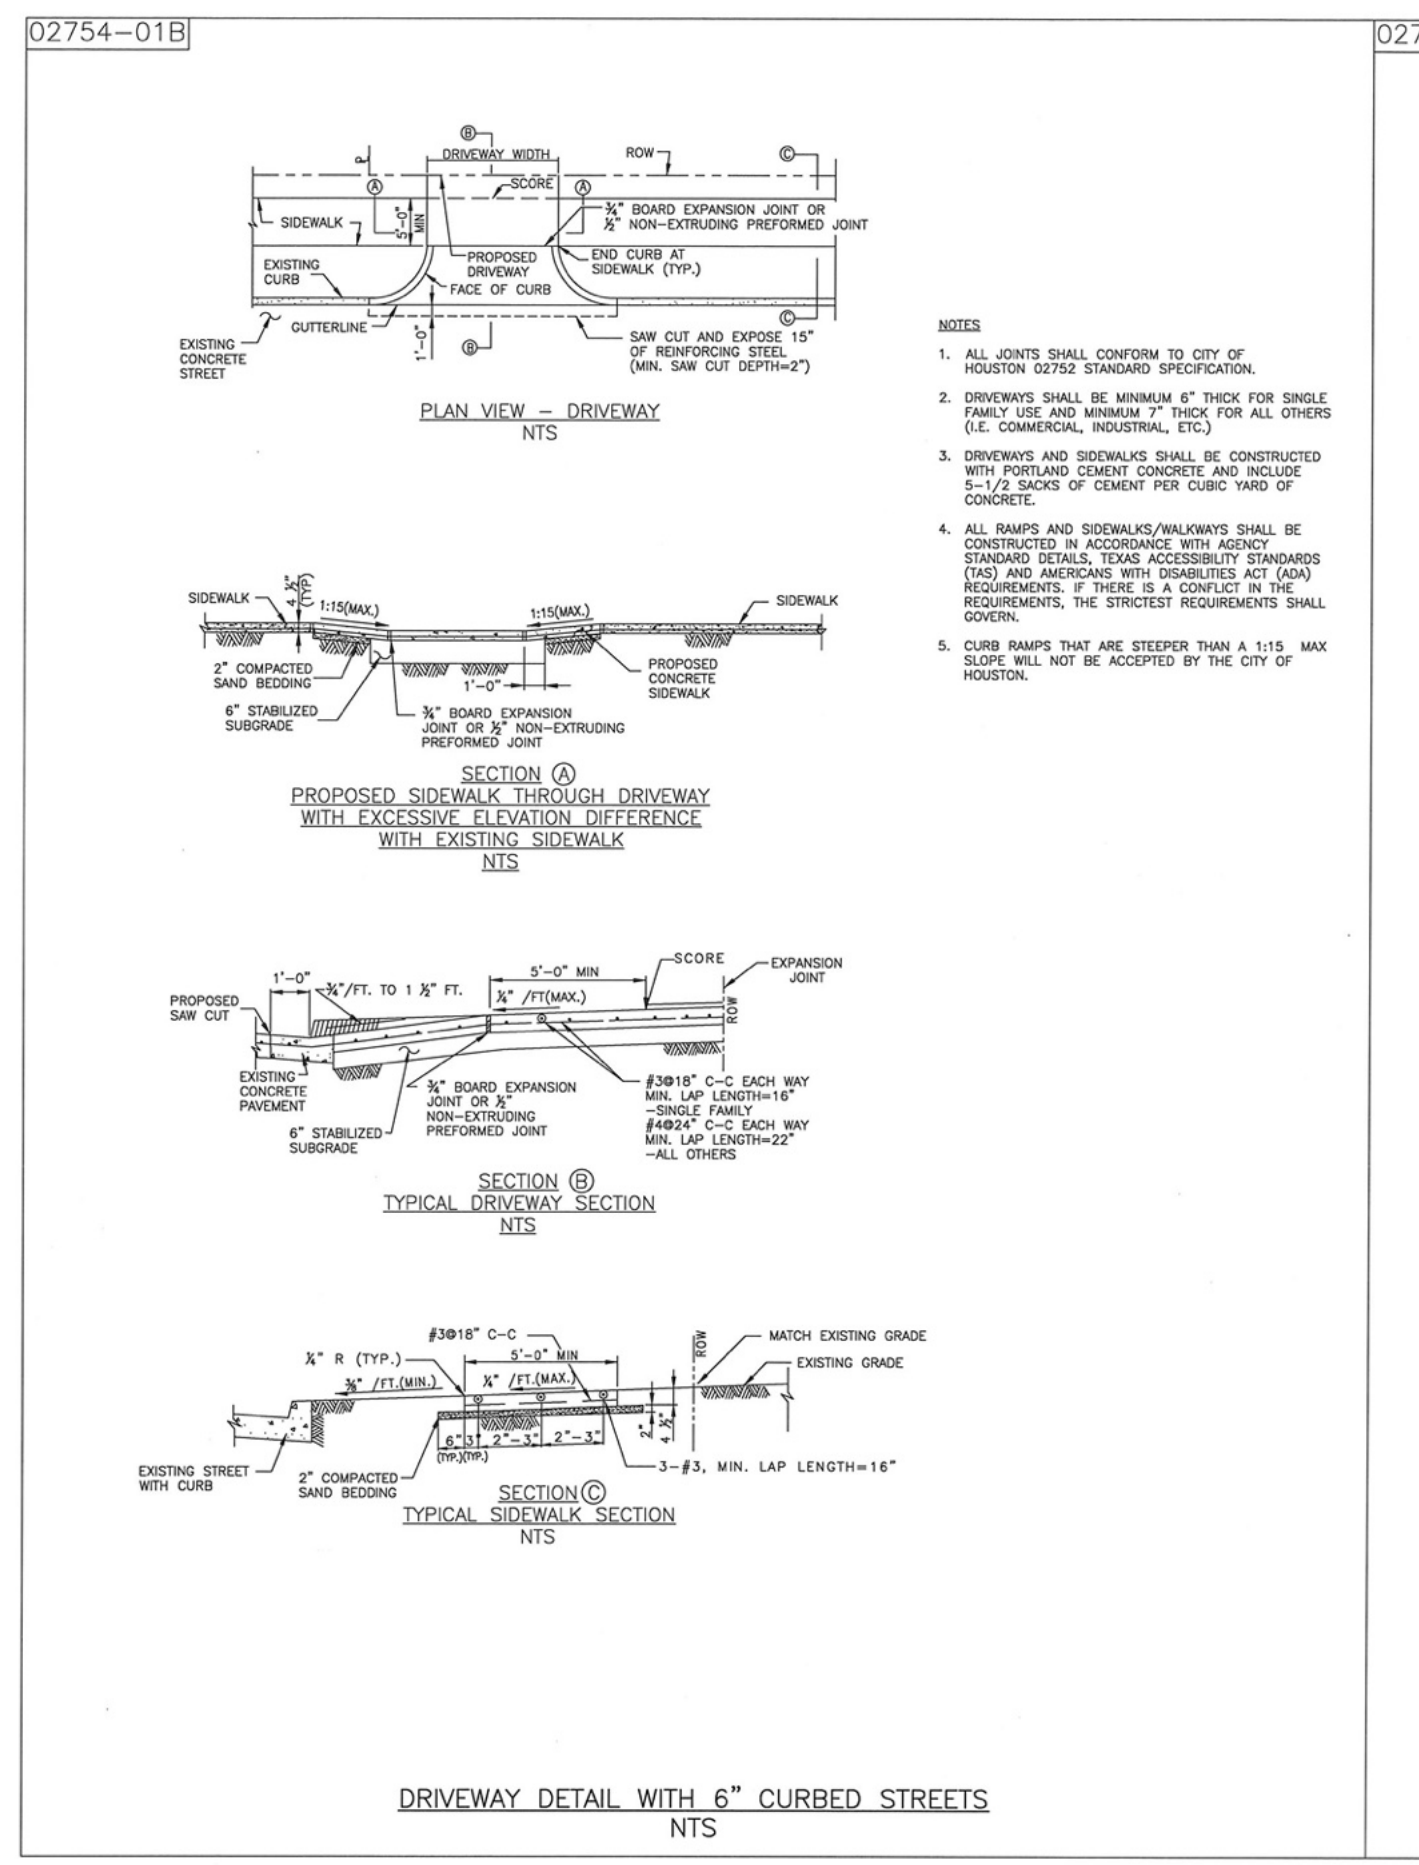 02754-01B
027
B
DRIVEWAY WIDTH
ROW
C
A
SCORE
A
¾" BOARD EXPANSION JOINT OR
½" NON-EXTRUDING PREFORMED JOINT
SIDEWALK
5'-0"
MIN
EXISTING
CURB
PROPOSED
DRIVEWAY
END CURB AT
SIDEWALK (TYP.)
FACE OF CURB
GUTTERLINE
1'-0"
B
C
EXISTING
CONCRETE
STREET
SAW CUT AND EXPOSE 15"
OF REINFORCING STEEL
(MIN. SAW CUT DEPTH=2")
PLAN VIEW - DRIVEWAY
NTS
NOTES
1. ALL JOINTS SHALL CONFORM TO CITY OF
HOUSTON 02752 STANDARD SPECIFICATION.
2. DRIVEWAYS SHALL BE MINIMUM 6" THICK FOR SINGLE
FAMILY USE AND MINIMUM 7" THICK FOR ALL OTHERS
(I.E. COMMERCIAL, INDUSTRIAL, ETC.)
3. DRIVEWAYS AND SIDEWALKS SHALL BE CONSTRUCTED
WITH PORTLAND CEMENT CONCRETE AND INCLUDE
5-1/2 SACKS OF CEMENT PER CUBIC YARD OF
CONCRETE.
4. ALL RAMPS AND SIDEWALKS/WALKWAYS SHALL BE
CONSTRUCTED IN ACCORDANCE WITH AGENCY
STANDARD DETAILS, TEXAS ACCESSIBILITY STANDARDS
(TAS) AND AMERICANS WITH DISABILITIES ACT (ADA)
REQUIREMENTS. IF THERE IS A CONFLICT IN THE
REQUIREMENTS, THE STRICTEST REQUIREMENTS SHALL
GOVERN.
5. CURB RAMPS THAT ARE STEEPER THAN A 1:15 MAX
SLOPE WILL NOT BE ACCEPTED BY THE CITY OF
HOUSTON.
SIDEWALK
4 ½"
(TYP)
1:15(MAX.)
1:15(MAX.)
SIDEWALK
2" COMPACTED
SAND BEDDING
1'-0"
PROPOSED
CONCRETE
SIDEWALK
6" STABILIZED
SUBGRADE
¾" BOARD EXPANSION
JOINT OR ½" NON-EXTRUDING
PREFORMED JOINT
SECTION A
PROPOSED SIDEWALK THROUGH DRIVEWAY
WITH EXCESSIVE ELEVATION DIFFERENCE
WITH EXISTING SIDEWALK
NTS
PROPOSED
SAW CUT
1'-0"
¾"/FT. TO 1 ½" FT.
5'-0" MIN
¼" /FT(MAX.)
SCORE
EXPANSION
JOINT
ROW
EXISTING
CONCRETE
PAVEMENT
6" STABILIZED
SUBGRADE
¾" BOARD EXPANSION
JOINT OR ½"
NON-EXTRUDING
PREFORMED JOINT
#3@18" C-C EACH WAY
MIN. LAP LENGTH=16"
-SINGLE FAMILY
#4@24" C-C EACH WAY
MIN. LAP LENGTH=22"
-ALL OTHERS
SECTION B
TYPICAL DRIVEWAY SECTION
NTS
#3@18" C-C
5'-0" MIN
¼" R (TYP.)
⅜" /FT.(MIN.)
¼" /FT.(MAX.)
ROW
MATCH EXISTING GRADE
EXISTING GRADE
6"
3"
2"-3"
2"-3"
2"
4 ½"
(TYP.)(TYP.)
EXISTING STREET
WITH CURB
2" COMPACTED
SAND BEDDING
3-#3, MIN. LAP LENGTH=16"
SECTION C
TYPICAL SIDEWALK SECTION
NTS
DRIVEWAY DETAIL WITH 6" CURBED STREETS
NTS